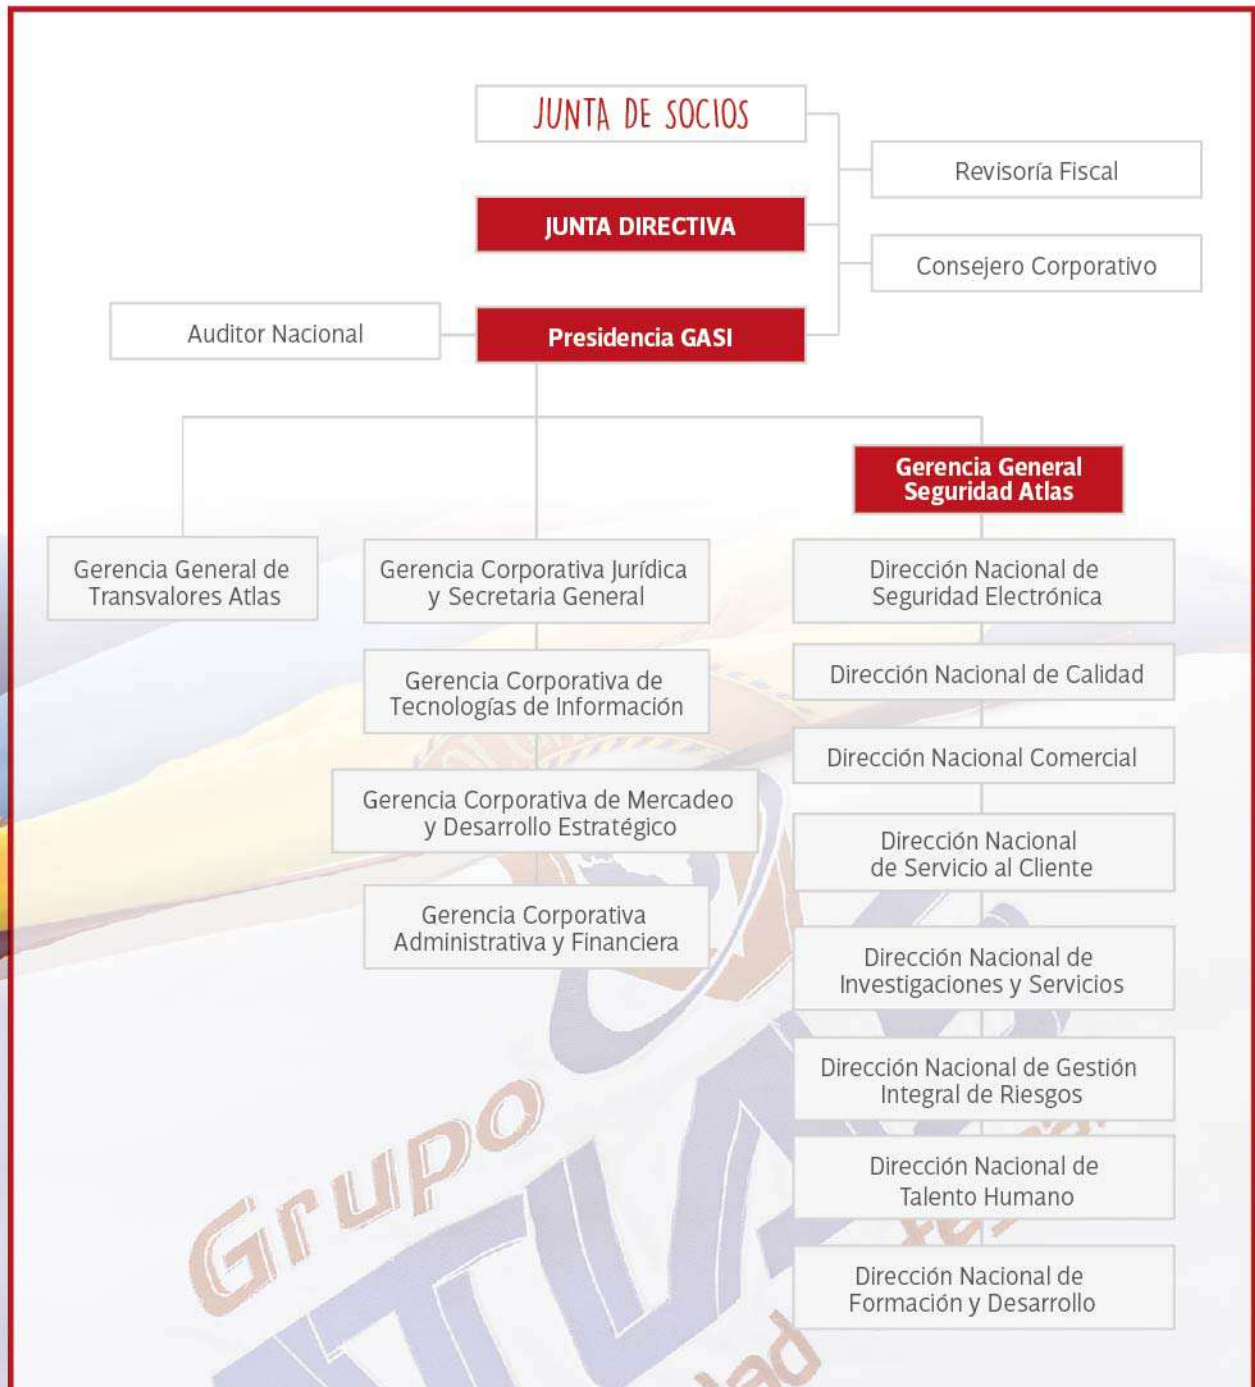 JUNTA DE SOCIOS
Revisoría Fiscal
JUNTA DIRECTIVA
Consejero Corporativo
Auditor Nacional
Presidencia GASI
Gerencia General
Seguridad Atlas
Gerencia General de
Transvalores Atlas
Gerencia Corporativa Jurídica
y Secretaria General
Gerencia Corporativa de
Tecnologías de Información
Gerencia Corporativa de Mercadeo
y Desarrollo Estratégico
Gerencia Corporativa
Administrativa y Financiera
Dirección Nacional de
Seguridad Electrónica
Dirección Nacional de Calidad
Dirección Nacional Comercial
Dirección Nacional
de Servicio al Cliente
Dirección Nacional de
Investigaciones y Servicios
Dirección Nacional de Gestión
Integral de Riesgos
Dirección Nacional de
Talento Humano
Dirección Nacional de
Formación y Desarrollo
Grupo
ATLAS